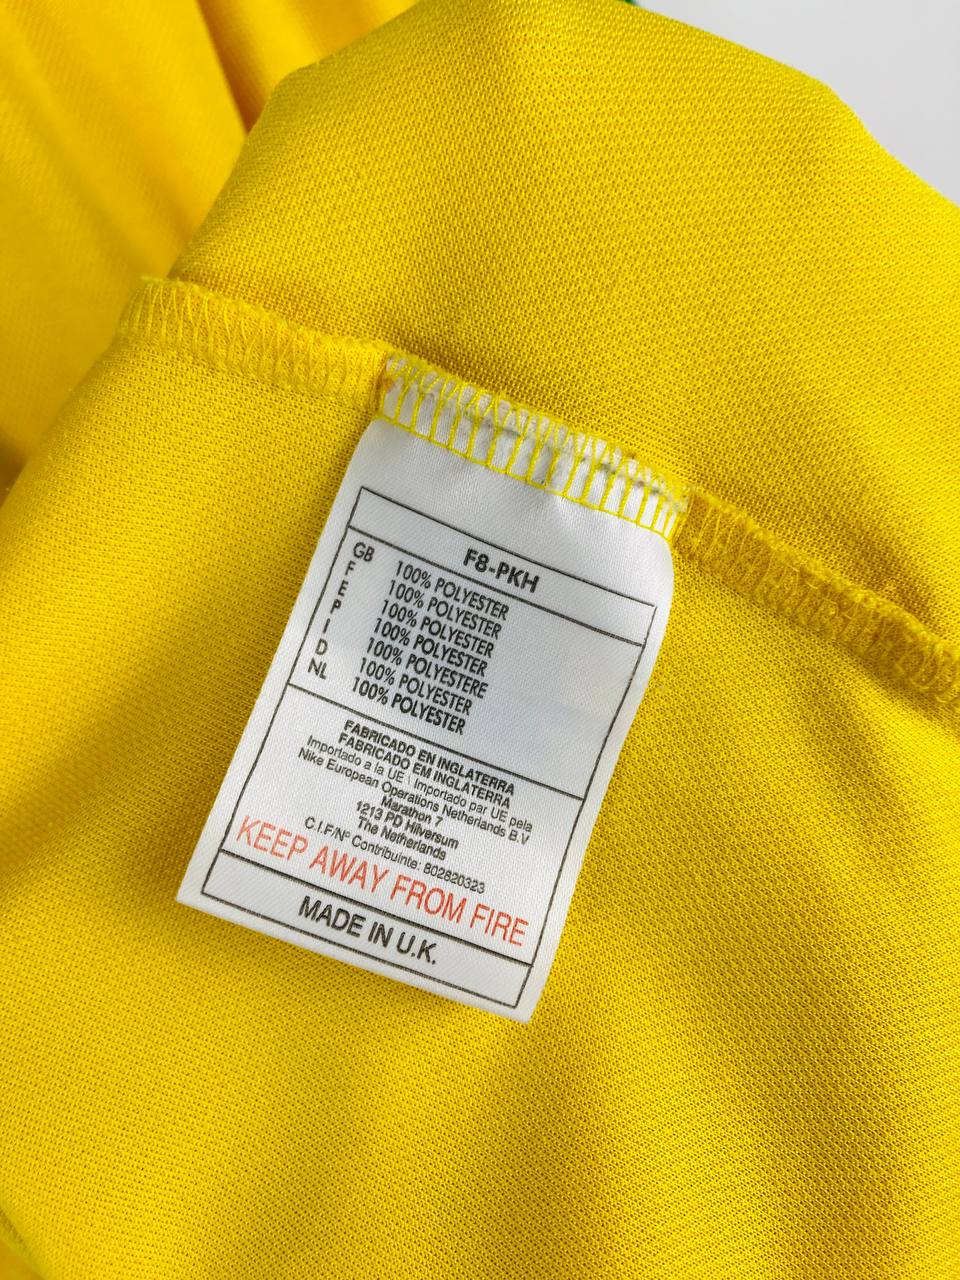 F8-PKH
GB 100% POLYESTER
F 100% POLYESTER
E 100% POLYESTER
P 100% POLYESTER
I 100% POLYESTERE
D 100% POLYESTER
NL 100% POLYESTER
FABRICADO EN INGLATERRA
FABRICADO EM INGLATERRA
Importado a la UE \ Importado par UE pela
Nike European Operations Netherlands B.V
Marathon 7
1213 PD Hilversum
The Netherlands
C.I.F/Nº Contribuinte: 802820323
KEEP AWAY FROM FIRE
MADE IN U.K.